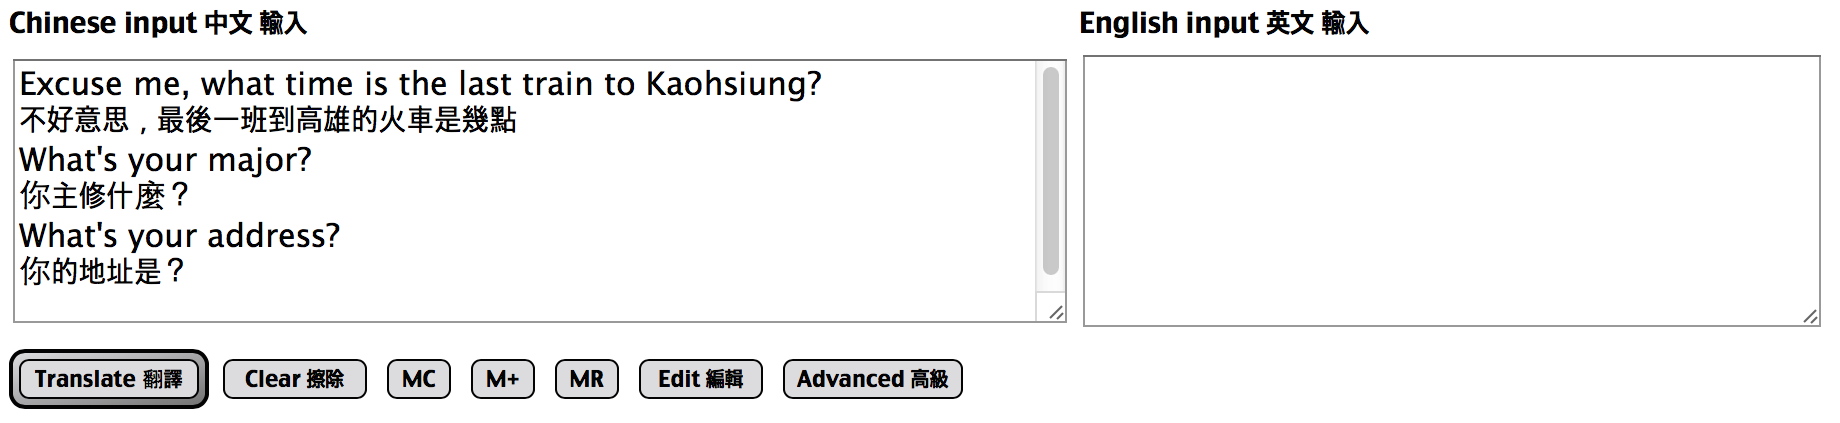 Chinese input 中文 輸入
English input 英文 輸入
Excuse me, what time is the last train to Kaohsiung?
不好意思，最後一班到高雄的火車是幾點
What's your major?
你主修什麼？
What's your address?
你的地址是？
Translate 翻譯
Clear 擦除
MC
M+
MR
Edit 編輯
Advanced 高級